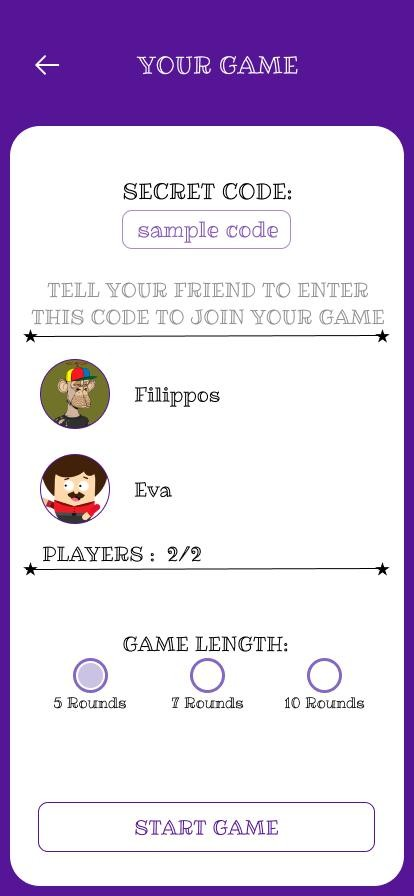 YOUR GAME
SECRET CODE:
sample code
TELL YOUR FRIEND TO ENTER
THIS CODE TO JOIN YOUR GAME
Filippos
Eva
PLAYERS : 2/2
GAME LENGTH:
5 Rounds 7 Rounds 10 Rounds
START GAME